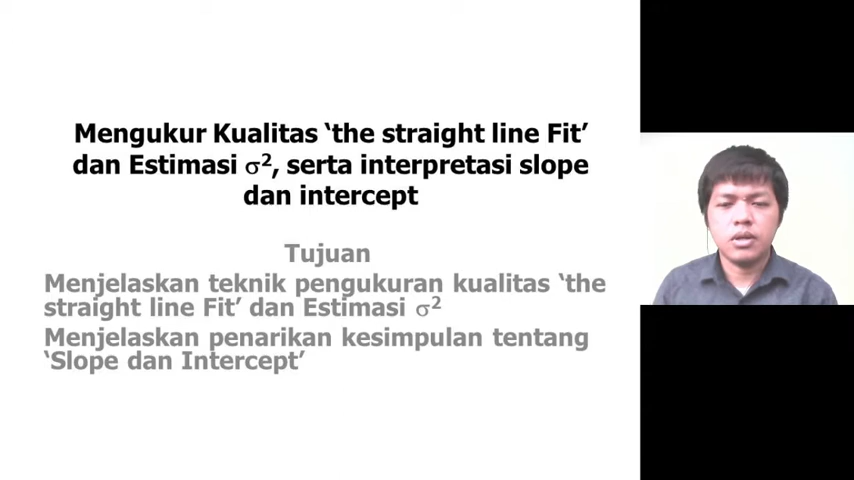 Mengukur Kualitas ‘the straight line Fit’
dan Estimasi σ², serta interpretasi slope
dan intercept
Tujuan
Menjelaskan teknik pengukuran kualitas ‘the
straight line Fit’ dan Estimasi σ²
Menjelaskan penarikan kesimpulan tentang
‘Slope dan Intercept’